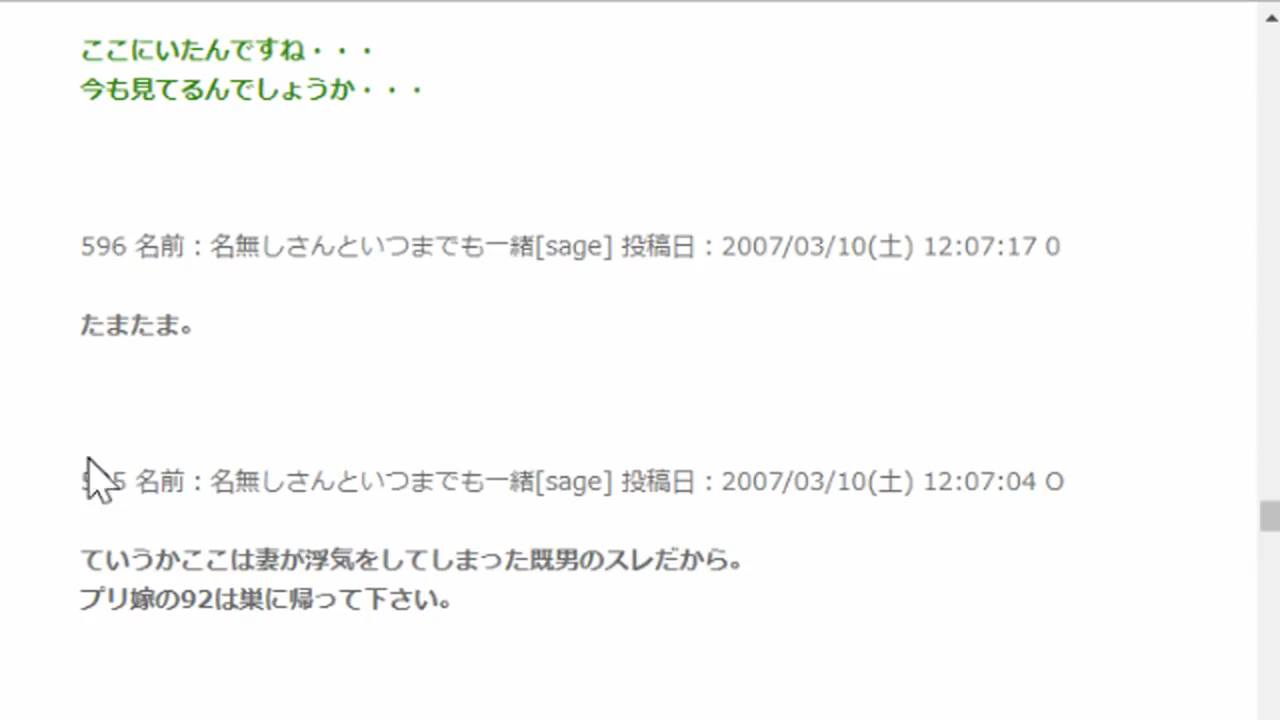 ここにいたんですね・・・
今も見てるんでしょうか・・・
596 名前：名無しさんといつまでも一緒[sage] 投稿日：2007/03/10(土) 12:07:17 0
たまたま。
5 名前：名無しさんといつまでも一緒[sage] 投稿日：2007/03/10(土) 12:07:04 O
ていうかここは妻が浮気をしてしまった既男のスレだから。
プリ嫁の92は巣に帰って下さい。